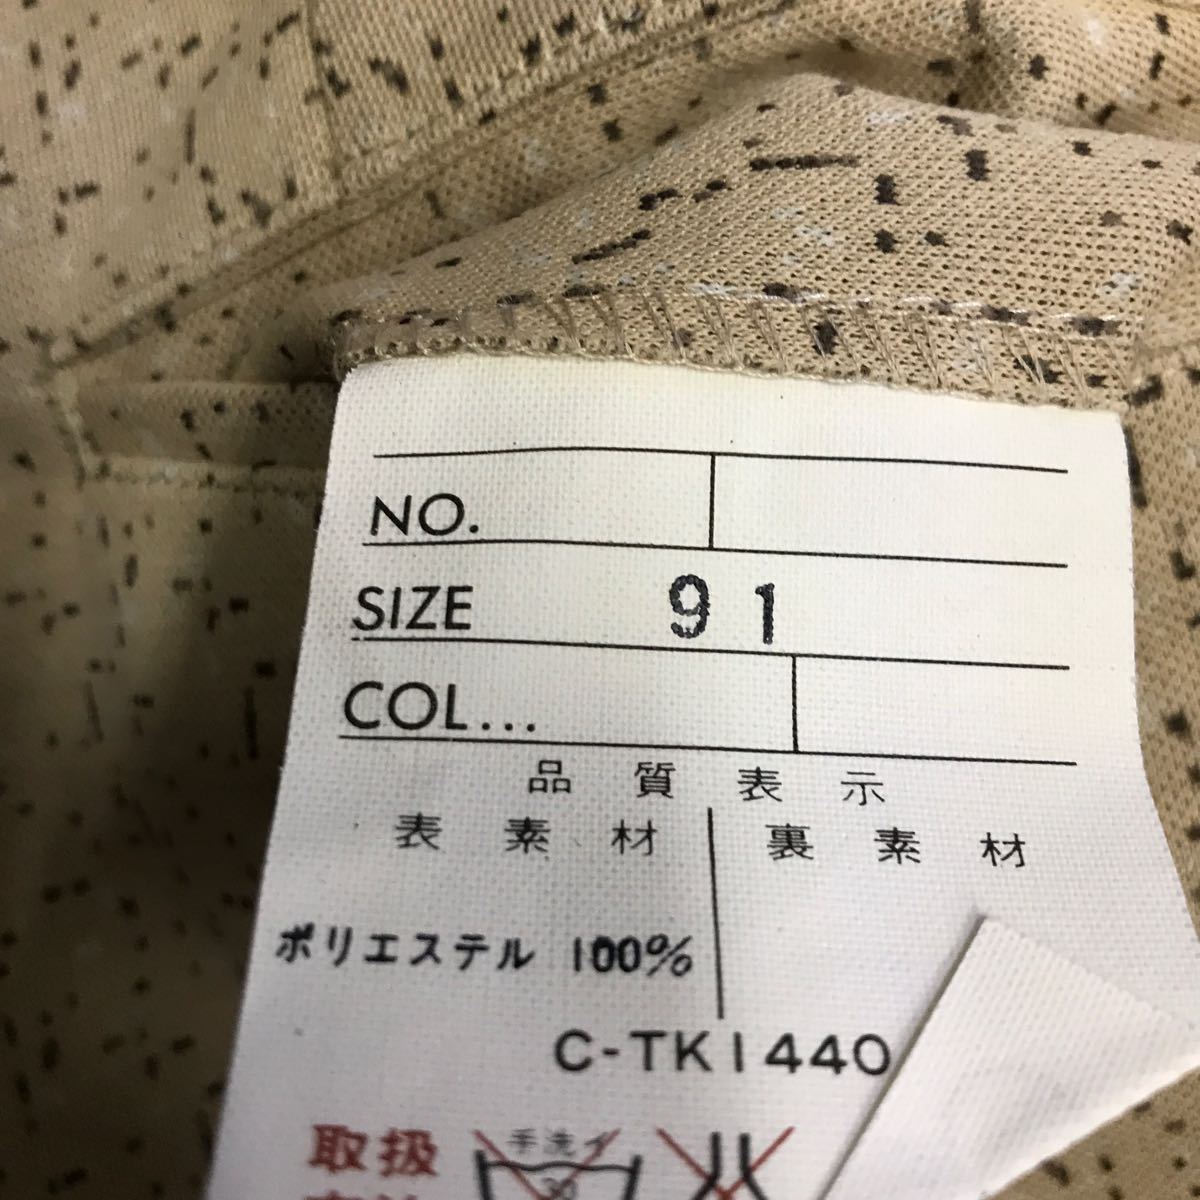 NO.
SIZE 91
COL...
品質表示
表素材 裏素材
ポリエステル 100%
C-TK1440
取扱
手洗イ
30